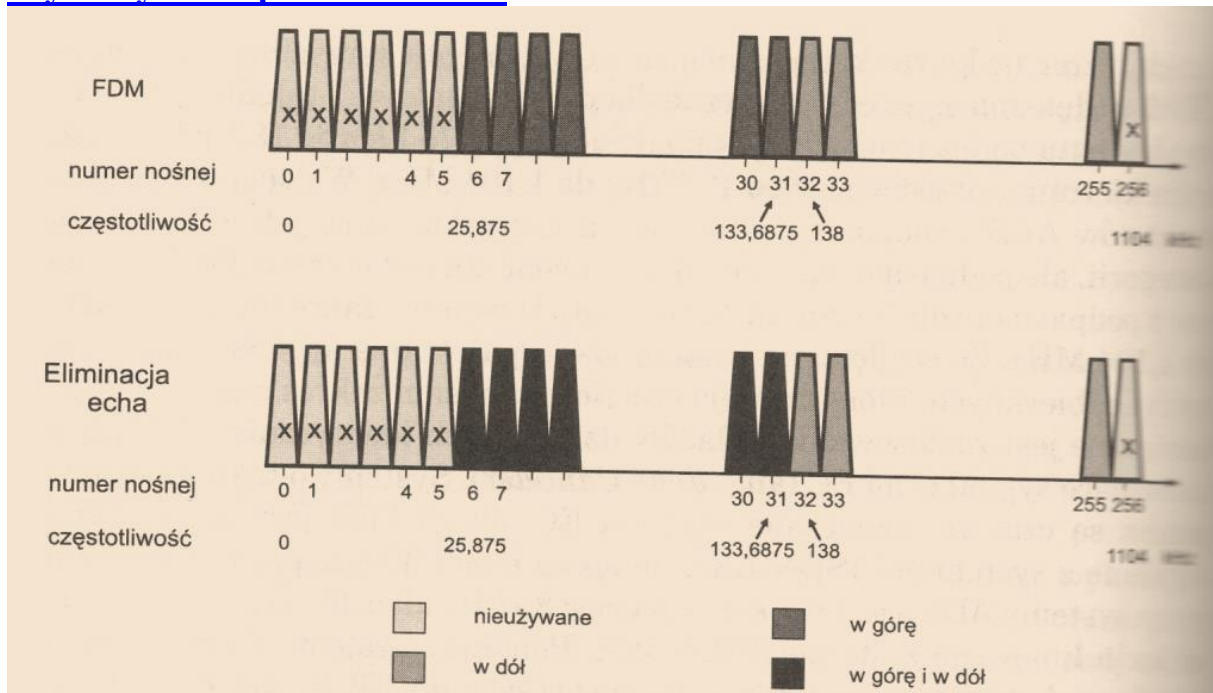 FDM
X X X X X X X
numer nośnej 0 1 4 5 6 7 30 31 32 33 255 256
częstotliwość 0 25,875 133,6875 138 1104
Eliminacja
echa
X X X X X X X
numer nośnej 0 1 4 5 6 7 30 31 32 33 255 256
częstotliwość 0 25,875 133,6875 138 1104
nieużywane w górę
w dół w górę i w dół